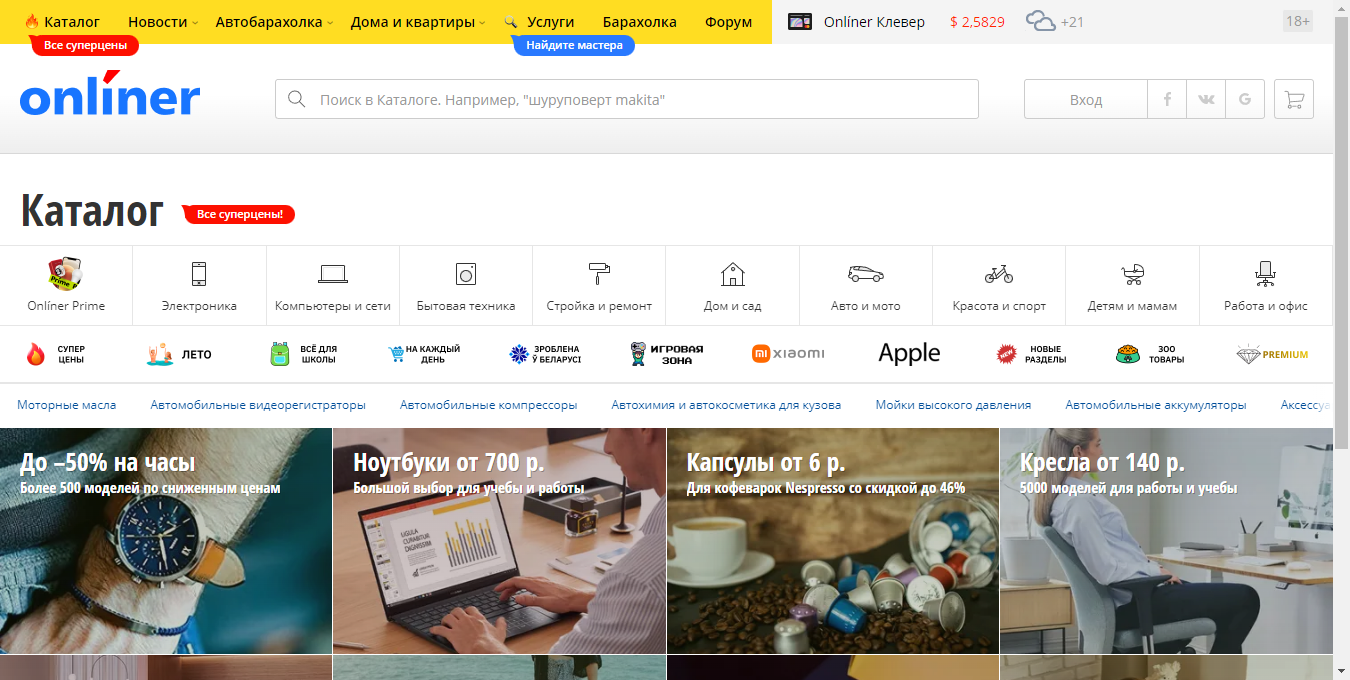 Каталог Новости Автобарахолка Дома и квартиры Услуги Барахолка Форум Onlíner Клевер $ 2,5829 +21 18+
Все суперцены Найдите мастера
onlíner
Поиск в Каталоге. Например, "шуруповерт makita"
Вход
Каталог
Все суперцены!
Onlíner Prime Электроника Компьютеры и сети Бытовая техника Стройка и ремонт Дом и сад Авто и мото Красота и спорт Детям и мамам Работа и офис
СУПЕР
ЦЕНЫ
ЛЕТО
ВСЁ ДЛЯ
ШКОЛЫ
НА КАЖДЫЙ
ДЕНЬ
ЗРОБЛЕНА
Ў БЕЛАРУСІ
ИГРОВАЯ
ЗОНА
xiaomi
Apple
НОВЫЕ
РАЗДЕЛЫ
ЗОО
ТОВАРЫ
PREMIUM
Моторные масла Автомобильные видеорегистраторы Автомобильные компрессоры Автохимия и автокосметика для кузова Мойки высокого давления Автомобильные аккумуляторы Аксессуа
До –50% на часы
Более 500 моделей по сниженным ценам
Ноутбуки от 700 р.
Большой выбор для учебы и работы
Капсулы от 6 р.
Для кофеварок Nespresso со скидкой до 46%
Кресла от 140 р.
5000 моделей для работы и учебы